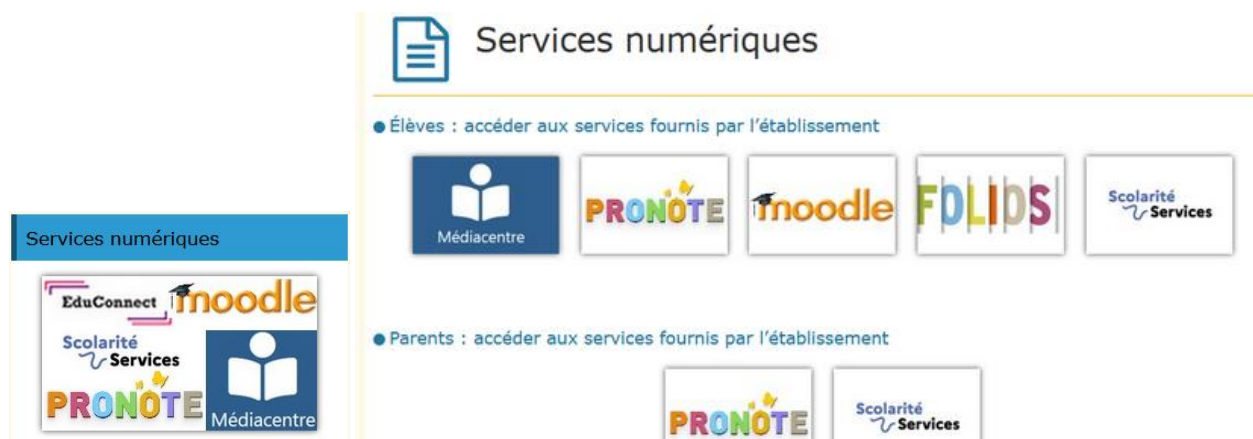 Services numériques
EduConnect moodle
Scolarité
Services
PRONOTE
Médiacentre
Services numériques
Élèves : accéder aux services fournis par l'établissement
Médiacentre
PRONOTE
moodle
FOLIOS
Scolarité
Services
Parents : accéder aux services fournis par l'établissement
PRONOTE
Scolarité
Services